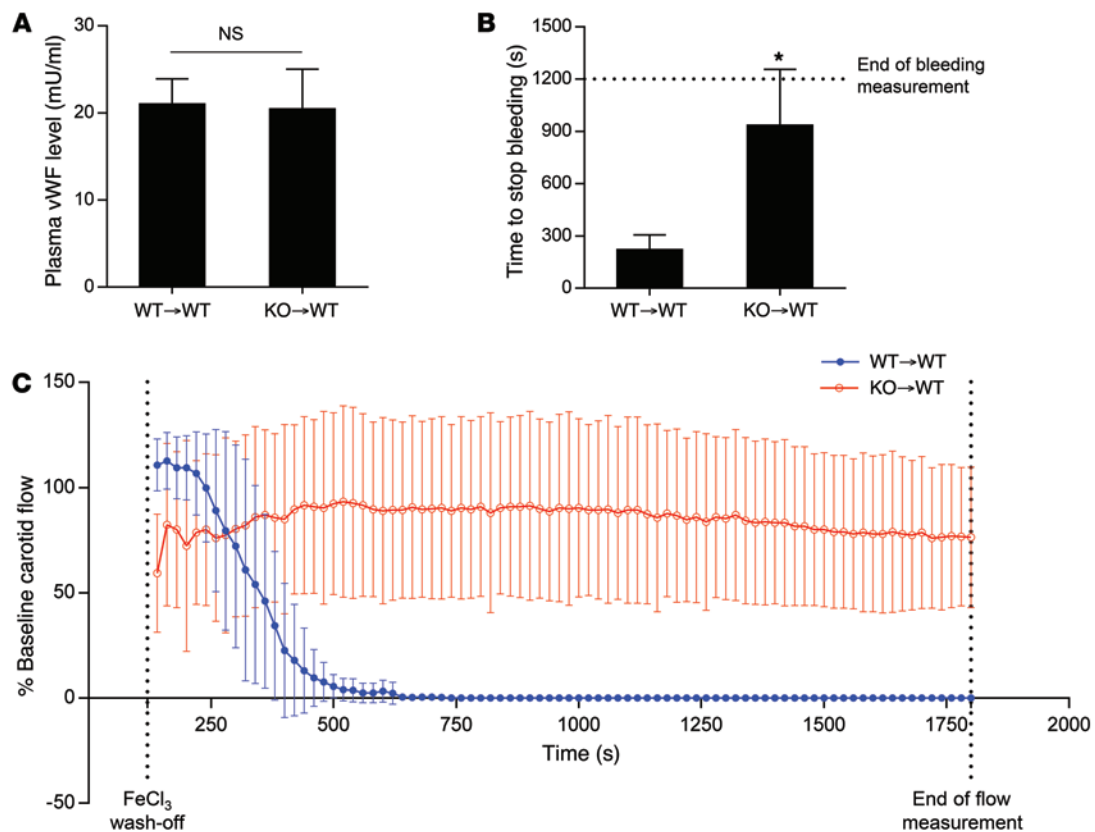 A
Plasma vWF level (mU/ml)
30
20
10
0
NS
WT→WT
KO→WT
B
Time to stop bleeding (s)
1500
1200
900
600
300
0
*
End of bleeding
measurement
WT→WT
KO→WT
C
WT→WT
KO→WT
% Baseline carotid flow
150
100
50
0
-50
250
500
750
1000
1250
1500
1750
2000
Time (s)
FeCl₃
wash-off
End of flow
measurement